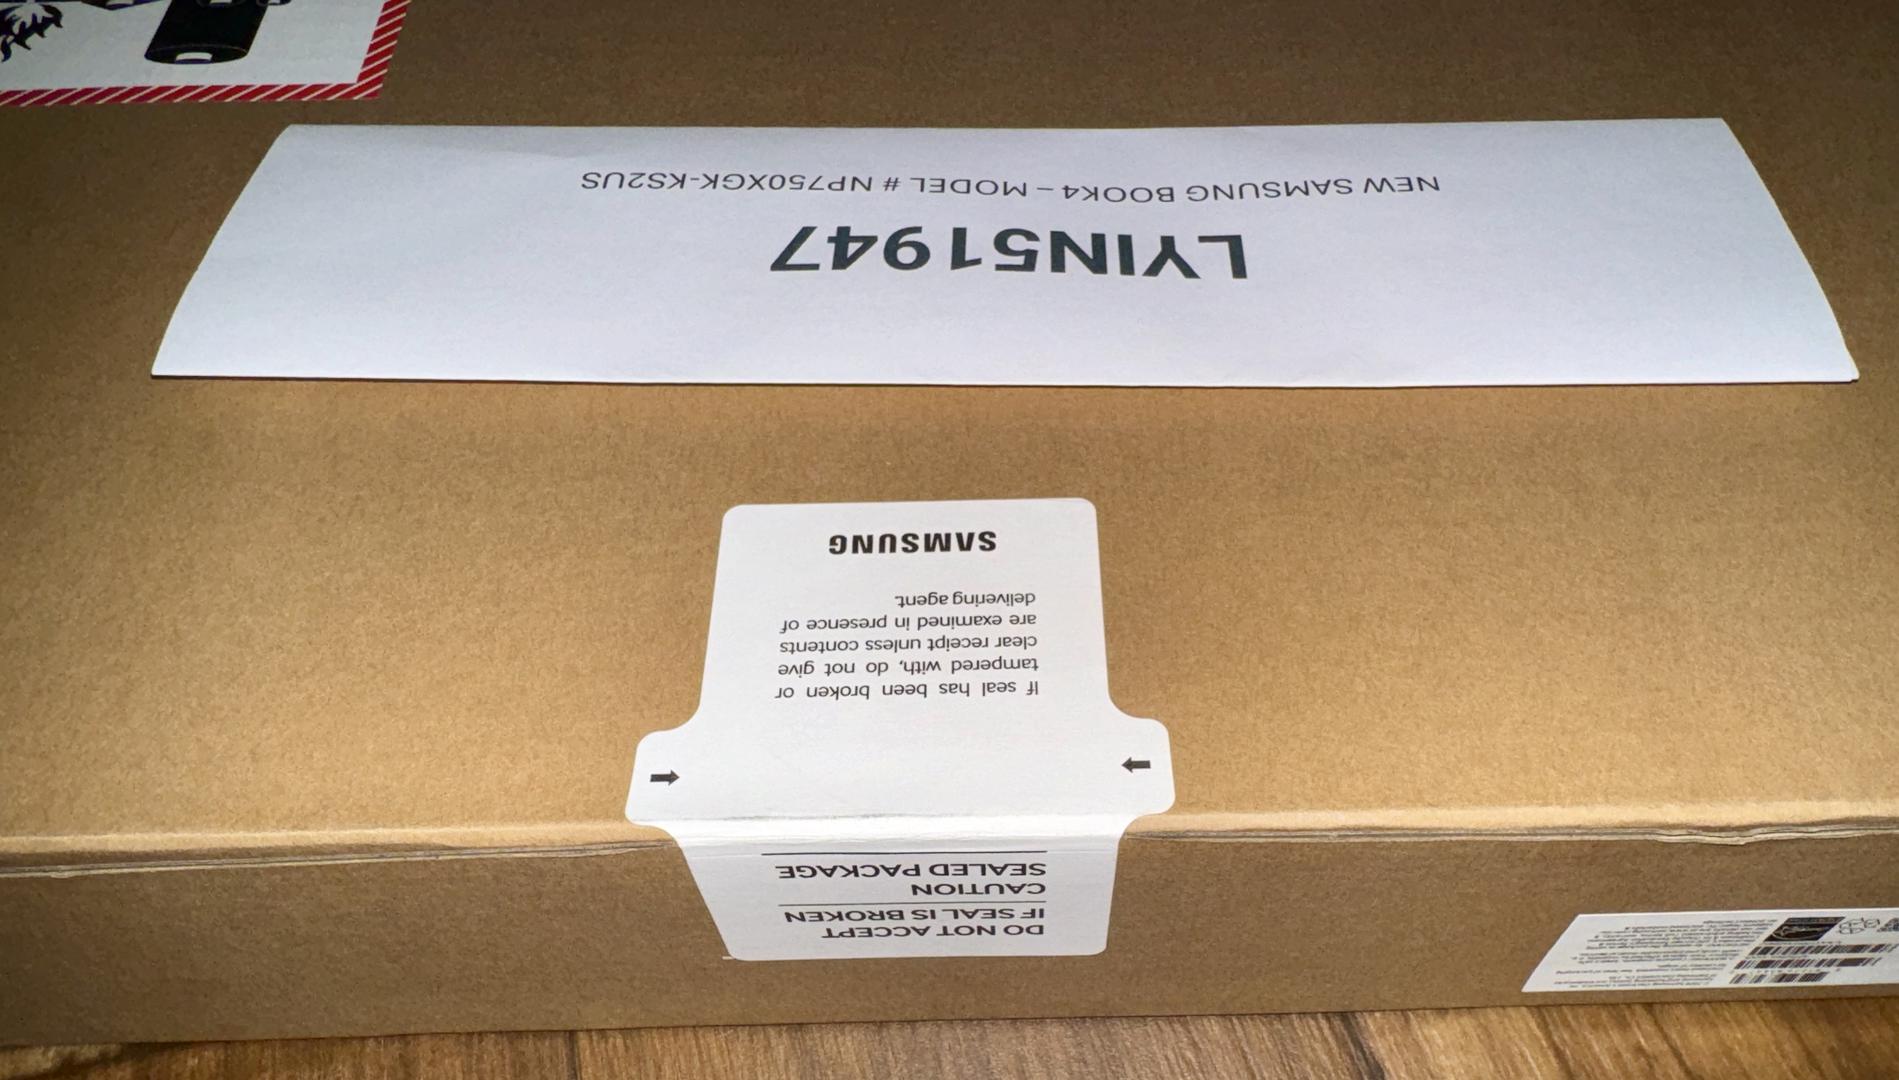 NEW SAMSUNG BOOK4 – MODEL # NP750XGK-KS2US
LYIN51947
DO NOT ACCEPT
IF SEAL IS BROKEN
CAUTION
SEALED PACKAGE
If seal has been broken or
tampered with, do not give
clear receipt unless contents
are examined in presence of
delivering agent.
SAMSUNG